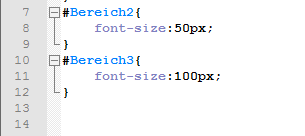 7 #Bereich2{
8 font-size:50px;
9 }
10 #Bereich3{
11 font-size:100px;
12 }
13
14